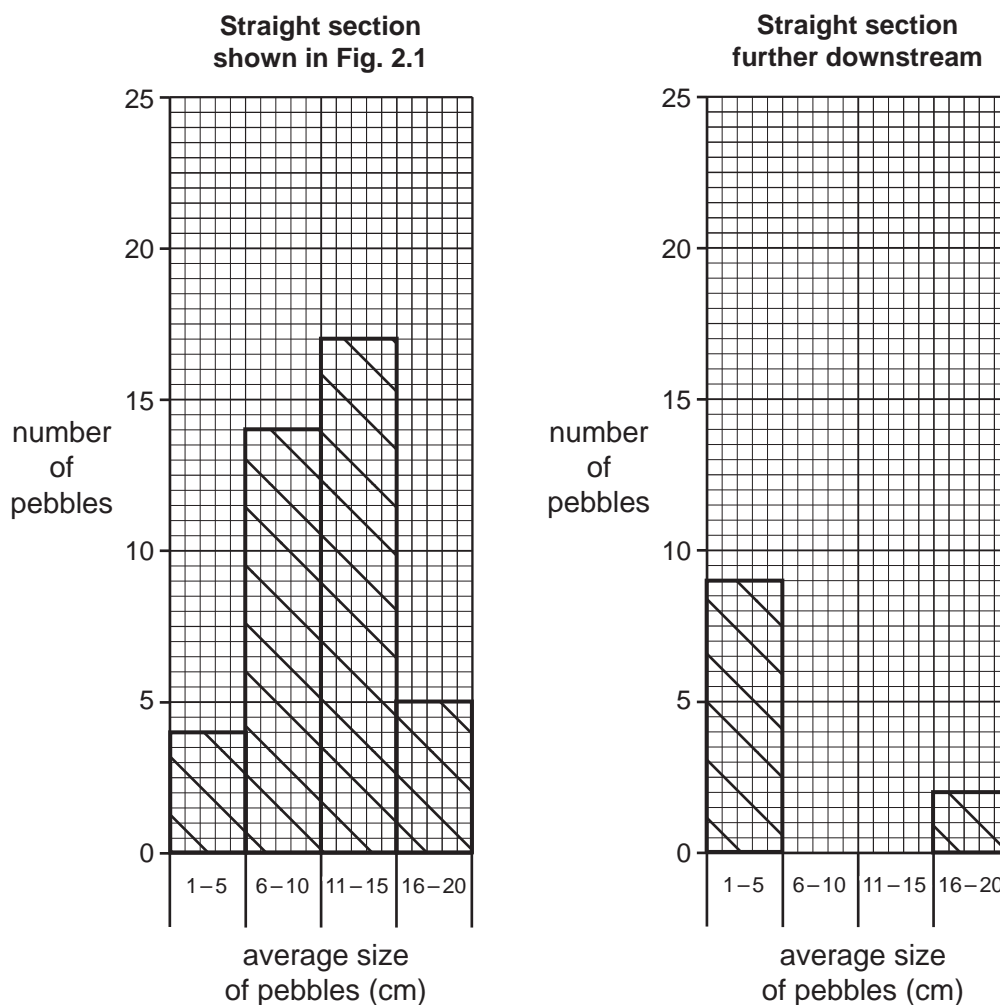 Straight section
shown in Fig. 2.1
25
20
15
10
5
0
number
of
pebbles
1–5
6–10
11–15
16–20
average size
of pebbles (cm)
Straight section
further downstream
25
20
15
10
5
0
number
of
pebbles
1–5
6–10
11–15
16–20
average size
of pebbles (cm)